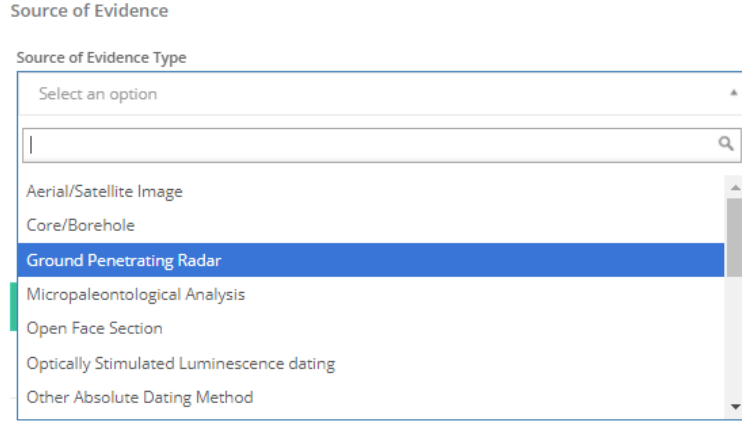 Source of Evidence
Source of Evidence Type
Select an option
Aerial/Satellite Image
Core/Borehole
Ground Penetrating Radar
Micropaleontological Analysis
Open Face Section
Optically Stimulated Luminescence dating
Other Absolute Dating Method